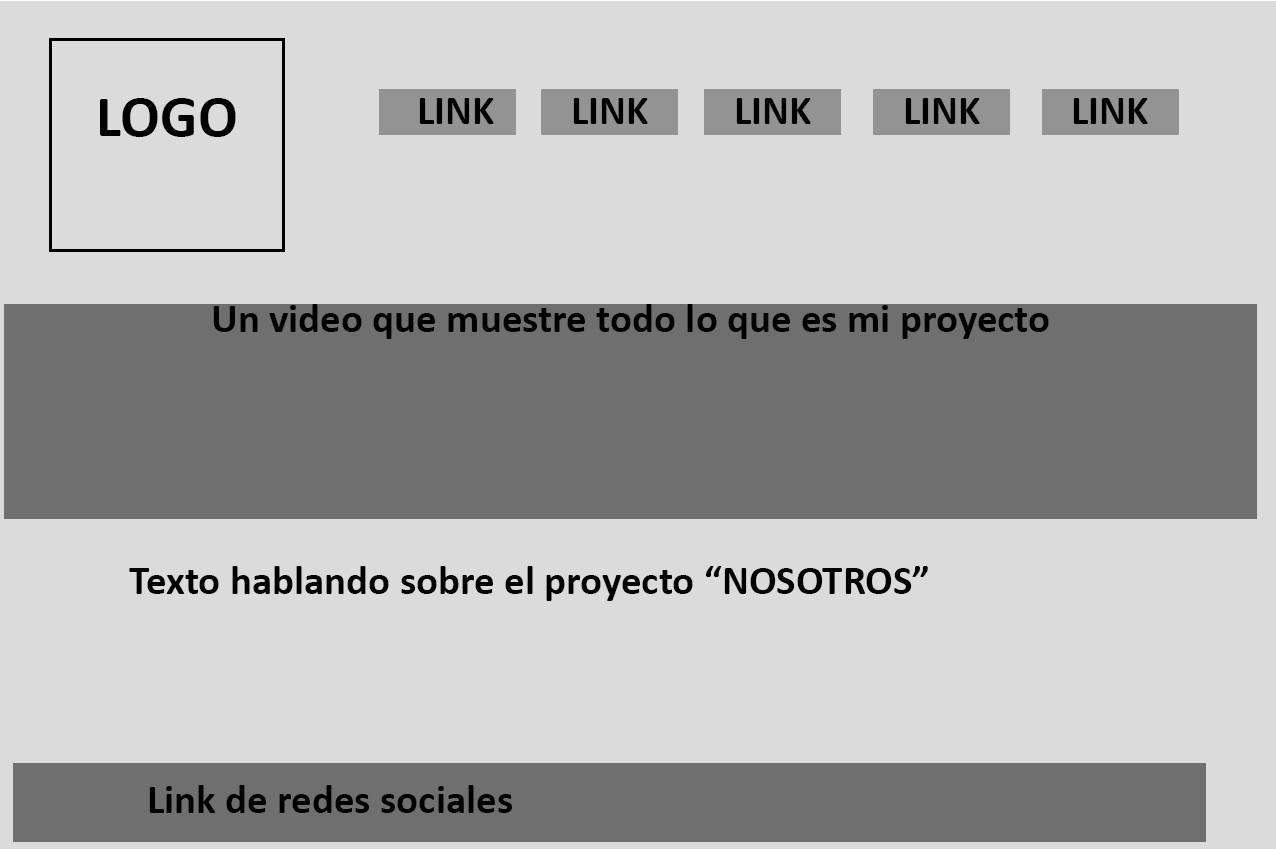 LOGO
LINK LINK LINK LINK LINK
Un video que muestre todo lo que es mi proyecto
Texto hablando sobre el proyecto “NOSOTROS”
Link de redes sociales